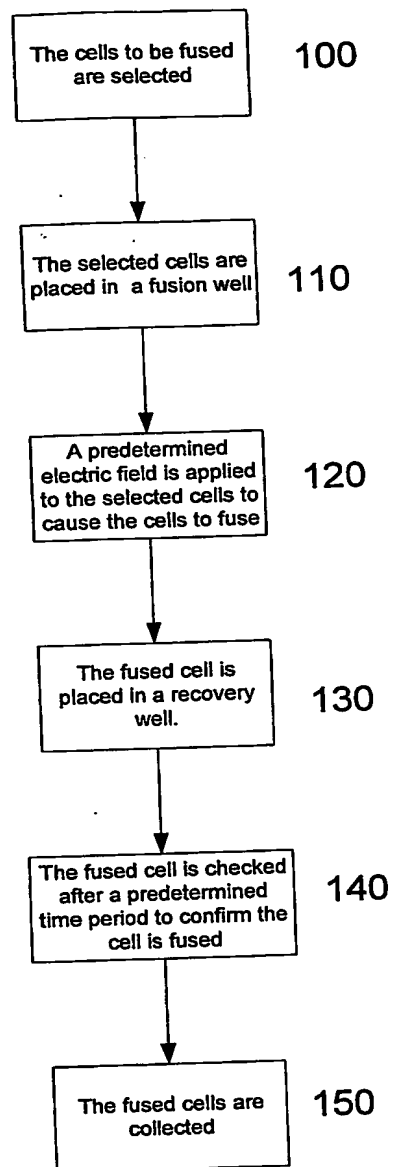 The cells to be fused
are selected
100
The selected cells are
placed in a fusion well
110
A predetermined
electric field is applied
to the selected cells to
cause the cells to fuse
120
The fused cell is
placed in a recovery
well.
130
The fused cell is checked
after a predetermined
time period to confirm the
cell is fused
140
The fused cells are
collected
150